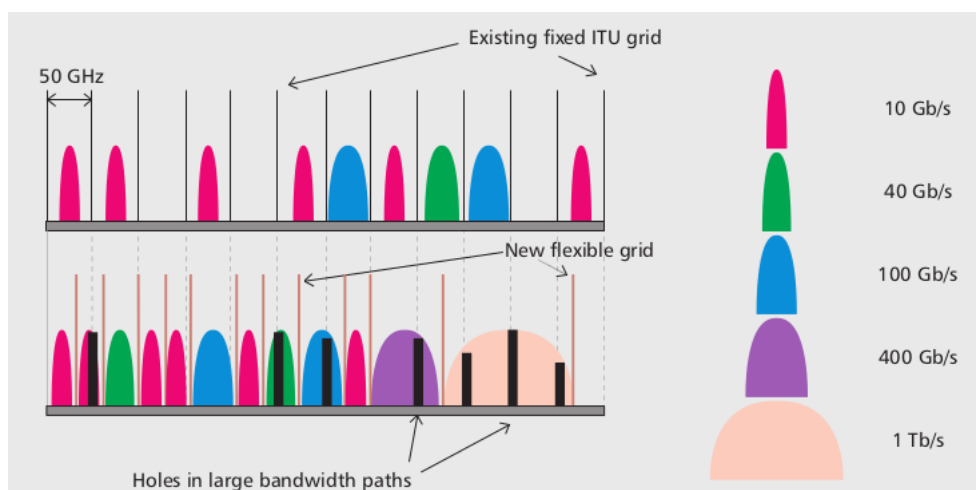 Existing fixed ITU grid
50 GHz
10 Gb/s
40 Gb/s
New flexible grid
100 Gb/s
400 Gb/s
1 Tb/s
Holes in large bandwidth paths